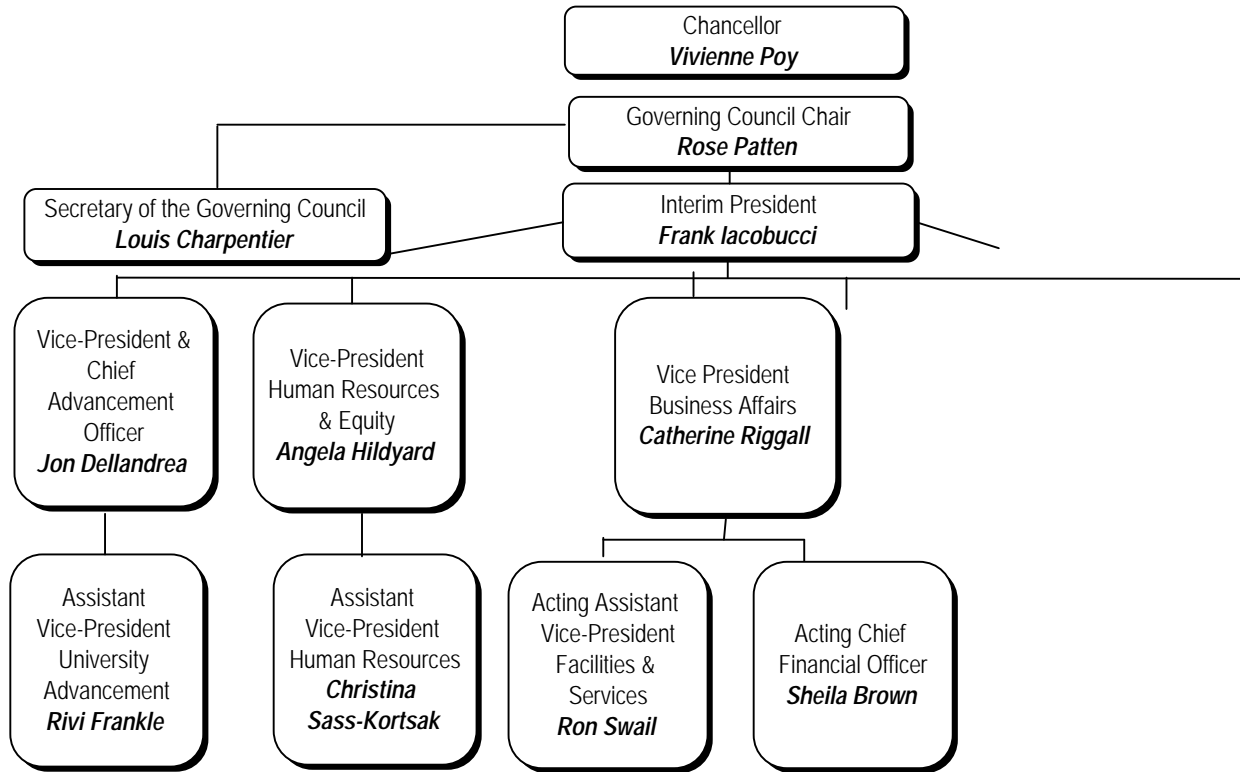 Chancellor
Vivienne Poy
Governing Council Chair
Rose Patten
Secretary of the Governing Council
Louis Charpentier
Interim President
Frank Iacobucci
Vice-President &
Chief
Advancement
Officer
Jon Dellandrea
Vice-President
Human Resources
& Equity
Angela Hildyard
Vice President
Business Affairs
Catherine Riggall
Assistant
Vice-President
University
Advancement
Rivi Frankle
Assistant
Vice-President
Human Resources
Christina
Sass-Kortsak
Acting Assistant
Vice-President
Facilities &
Services
Ron Swail
Acting Chief
Financial Officer
Sheila Brown